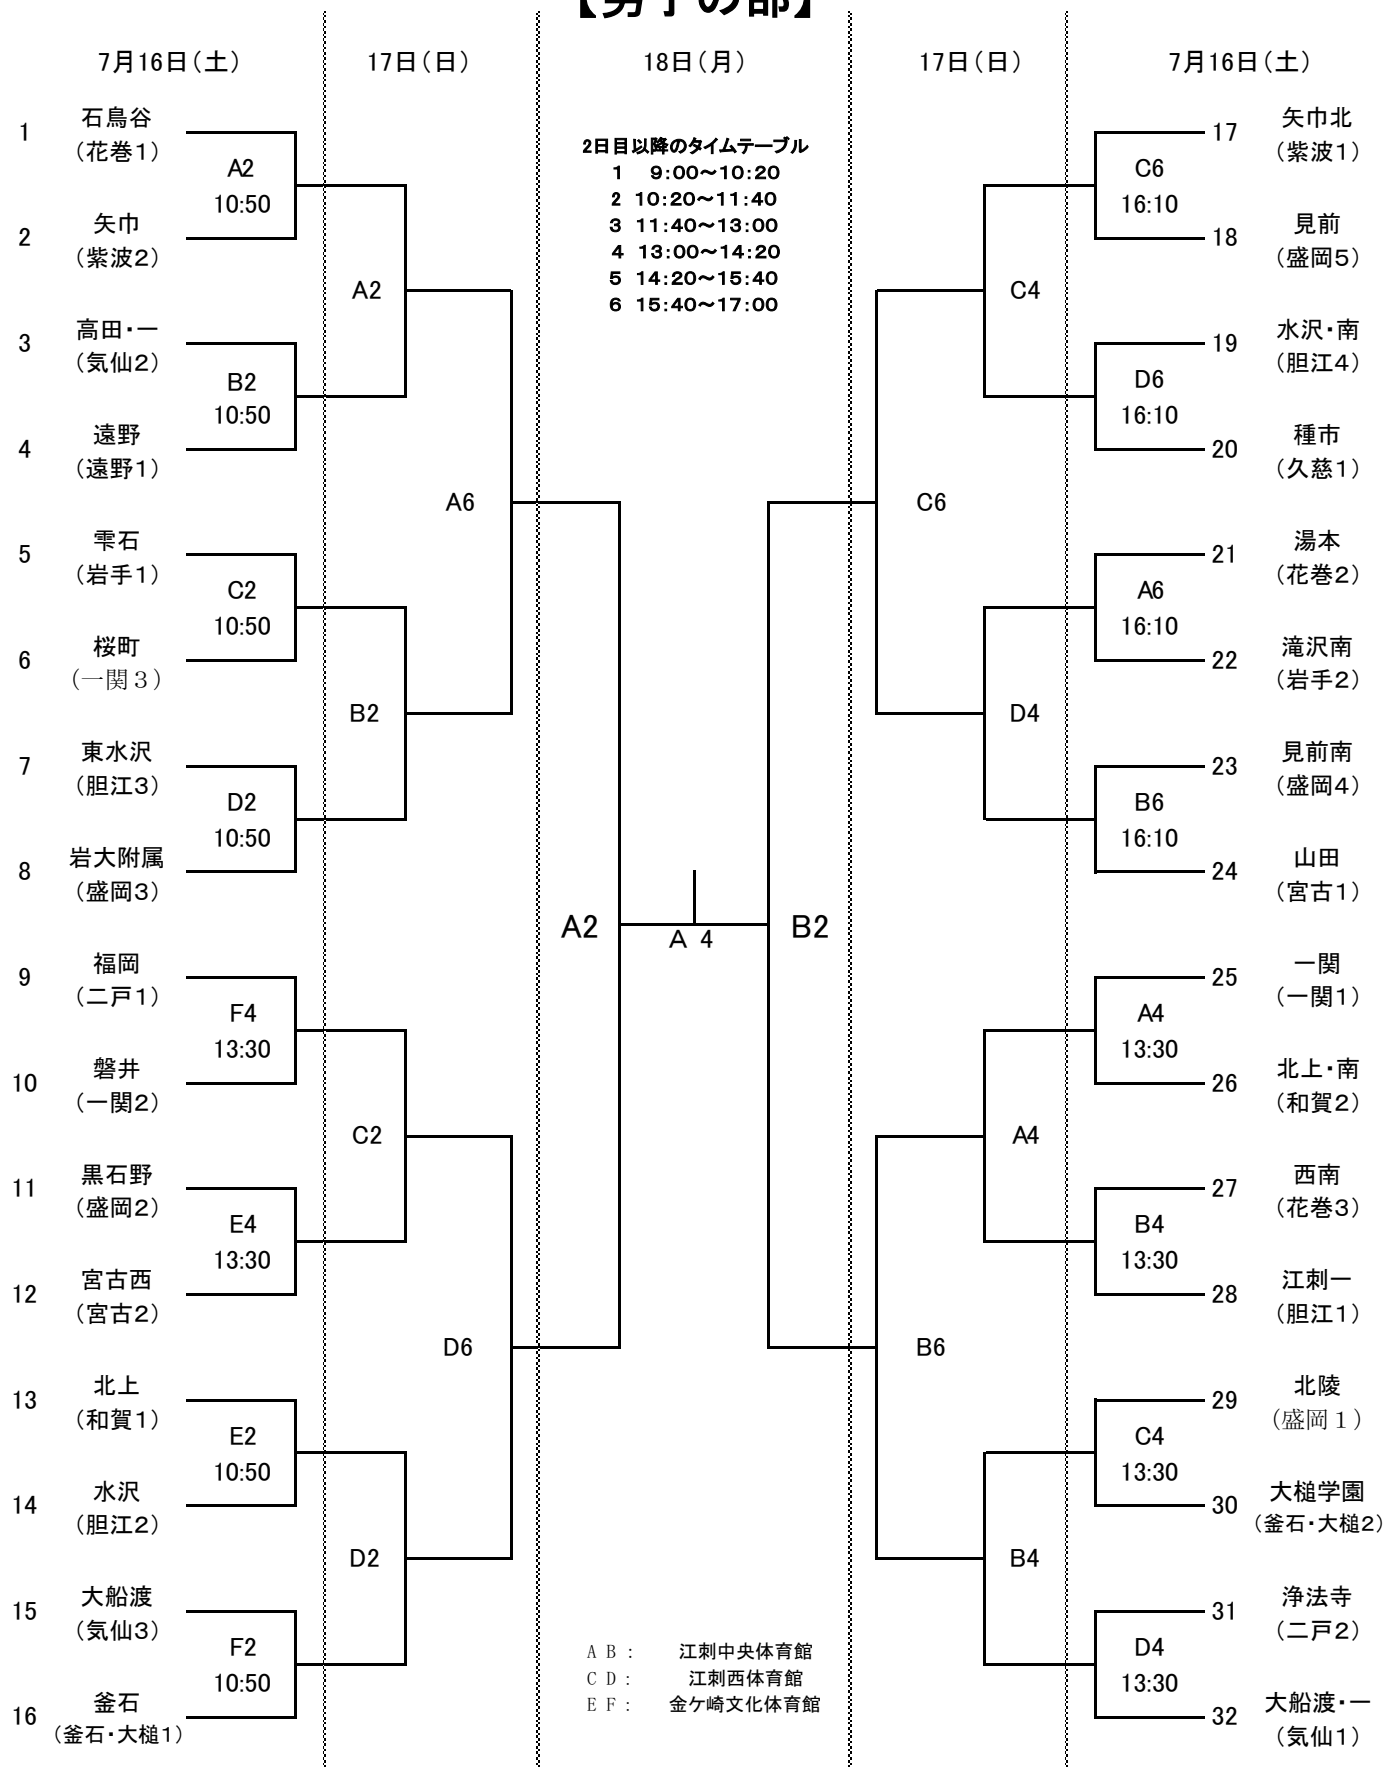 【男子の部】
7月16日（土）
17日（日）
18日（月）
17日（日）
7月16日（土）
2日目以降のタイムテーブル
1 9:00～10:20
2 10:20～11:40
3 11:40～13:00
4 13:00～14:20
5 14:20～15:40
6 15:40～17:00
1
石鳥谷
（花巻1）
A2
10:50
2
矢巾
（紫波2）
A2
3
高田・一
（気仙2）
B2
10:50
4
遠野
（遠野1）
A6
5
雫石
（岩手1）
C2
10:50
6
桜町
（一関３）
B2
7
東水沢
（胆江3）
D2
10:50
8
岩大附属
（盛岡3）
A2
9
福岡
（二戸1）
F4
13:30
10
磐井
（一関2）
C2
11
黒石野
（盛岡2）
E4
13:30
12
宮古西
（宮古2）
D6
13
北上
（和賀1）
E2
10:50
14
水沢
（胆江2）
D2
15
大船渡
（気仙3）
F2
10:50
16
釜石
（釜石・大槌1）
A 4
17
矢巾北
（紫波1）
C6
16:10
18
見前
（盛岡5）
C4
19
水沢・南
（胆江4）
D6
16:10
20
種市
（久慈1）
C6
21
湯本
（花巻2）
A6
16:10
22
滝沢南
（岩手2）
D4
23
見前南
（盛岡4）
B6
16:10
24
山田
（宮古1）
B2
25
一関
（一関1）
A4
13:30
26
北上・南
（和賀2）
A4
27
西南
（花巻3）
B4
13:30
28
江刺一
（胆江1）
B6
29
北陵
（盛岡１）
C4
13:30
30
大槌学園
（釜石・大槌2）
B4
31
浄法寺
（二戸2）
D4
13:30
32
大船渡・一
（気仙1）
A B : 江刺中央体育館
C D : 江刺西体育館
E F : 金ケ崎文化体育館